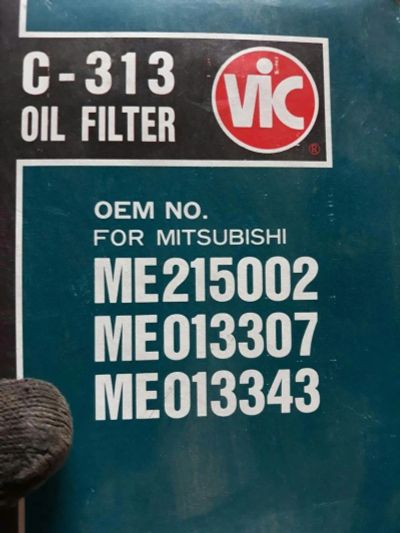 C-313
OIL FILTER
VIC
®
OEM NO.
FOR MITSUBISHI
ME215002
ME013307
ME013343